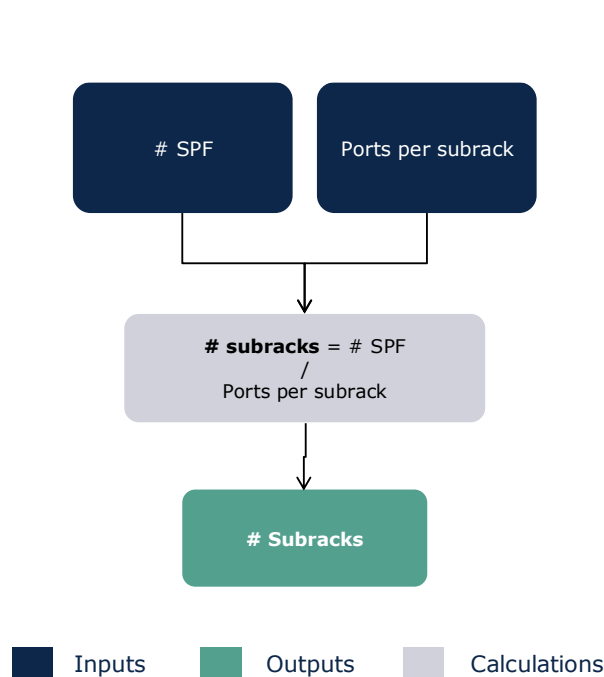 # SPF
Ports per subrack
# subracks = # SPF
/
Ports per subrack
# Subracks
Inputs
Outputs
Calculations